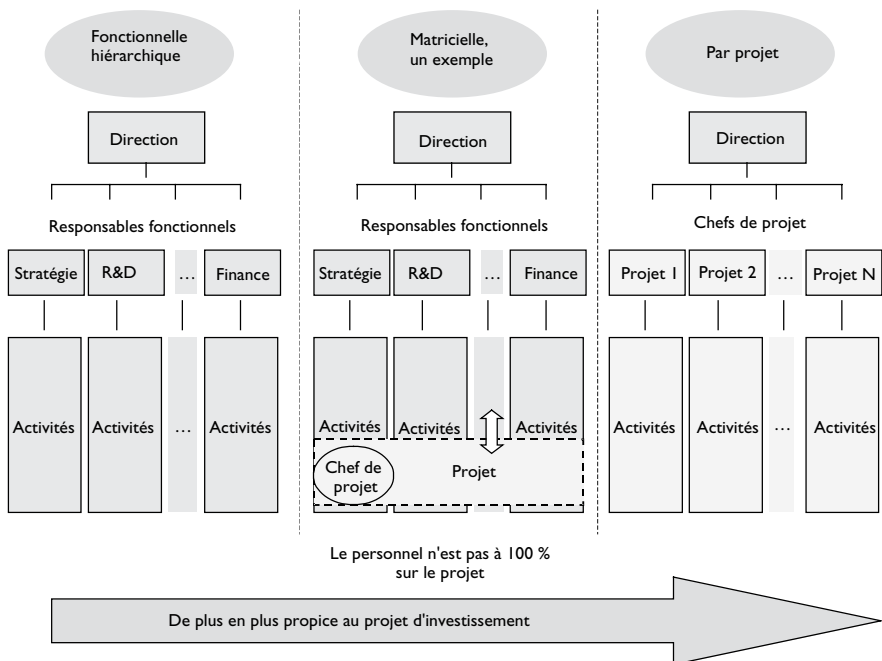 Fonctionnelle
hiérarchique
Matricielle,
un exemple
Par projet
Direction
Direction
Direction
Responsables fonctionnels
Responsables fonctionnels
Chefs de projet
Stratégie
R&D
…
Finance
Stratégie
R&D
…
Finance
Projet 1
Projet 2
…
Projet N
Activités
Activités
…
Activités
Activités
Activités
Activités
Activités
Activités
…
Activités
Chef de
projet
Projet
Le personnel n'est pas à 100 %
sur le projet
De plus en plus propice au projet d'investissement